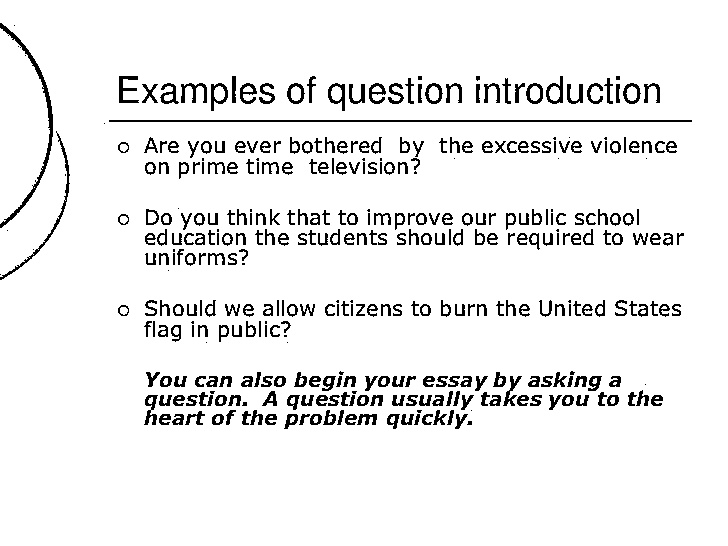 Examples of question introduction
Are you ever bothered  by  the excessive violence
on prime time  television?
Do you think that to improve our public school
education the students should be required to wear
uniforms?
Should we allow citizens to burn the United States
flag in public?
You can also begin your essay by asking a
question.  A question usually takes you to the
heart of the problem quickly.